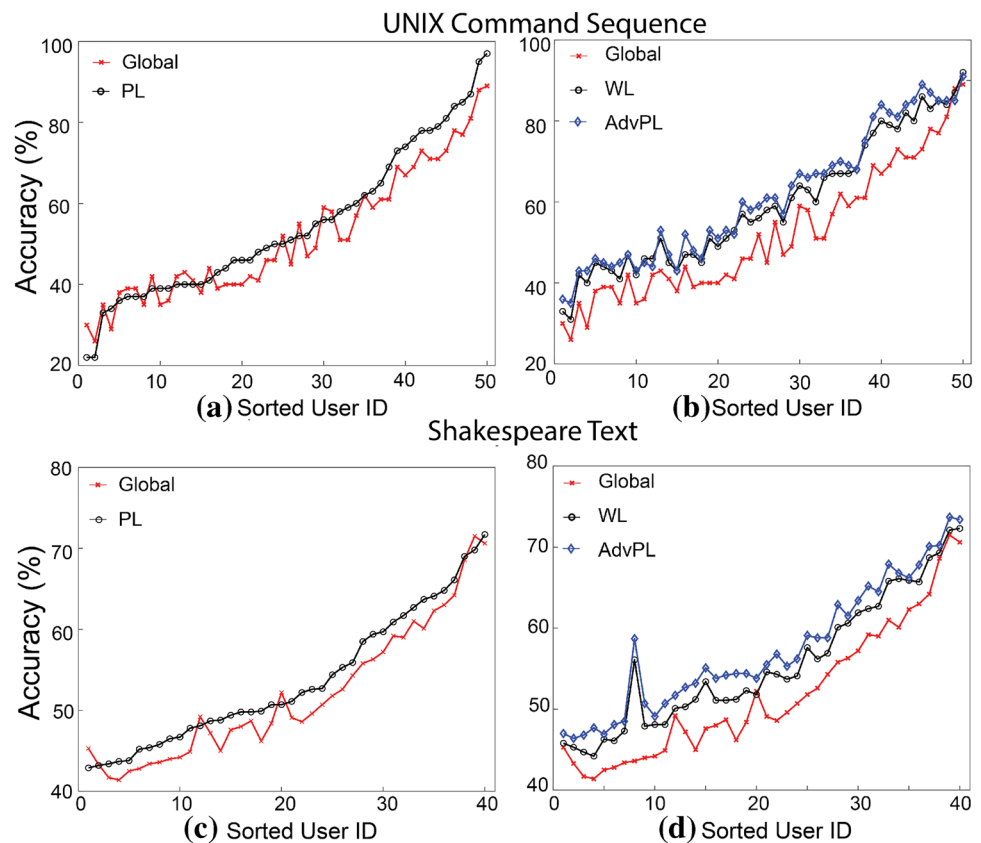 UNIX Command Sequence
100
80
60
40
20
Accuracy (%)
Global
PL
0 10 20 30 40 50
(a) Sorted User ID
100
80
60
40
20
Global
WL
AdvPL
0 10 20 30 40 50
(b) Sorted User ID
Shakespeare Text
80
70
60
50
40
Accuracy (%)
Global
PL
0 10 20 30 40
(c) Sorted User ID
80
70
60
50
40
Global
WL
AdvPL
0 10 20 30 40
(d) Sorted User ID